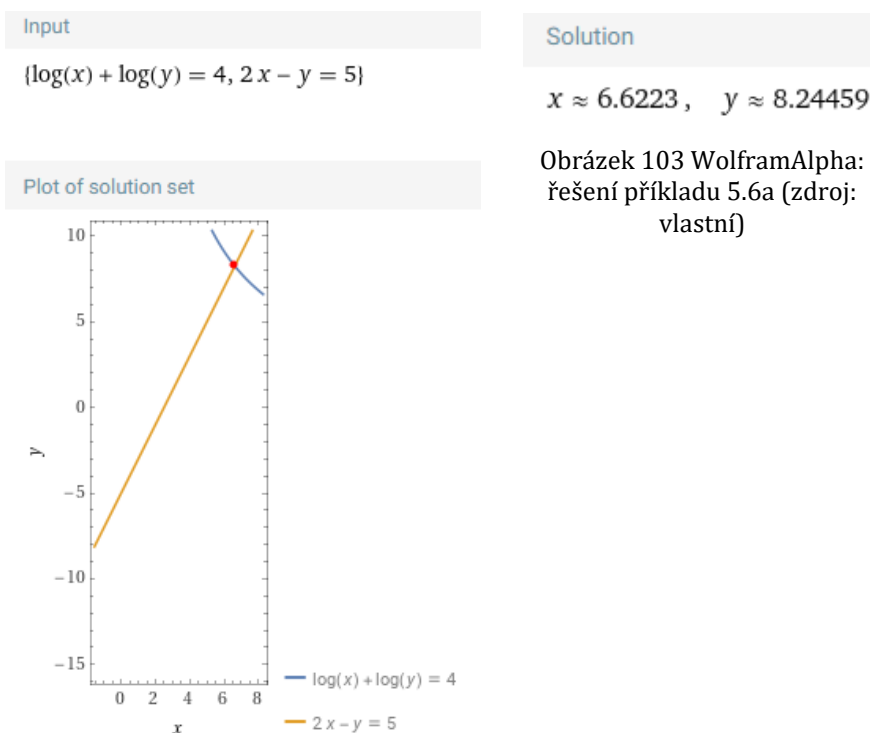 Input
{log(x) + log(y) = 4, 2 x − y = 5}
Plot of solution set
10
5
0
−5
−10
−15
y
0 2 4 6 8
x
log(x) + log(y) = 4
2 x − y = 5
Solution
x ≈ 6.6223 , y ≈ 8.24459
Obrázek 103 WolframAlpha:
řešení příkladu 5.6a (zdroj:
vlastní)